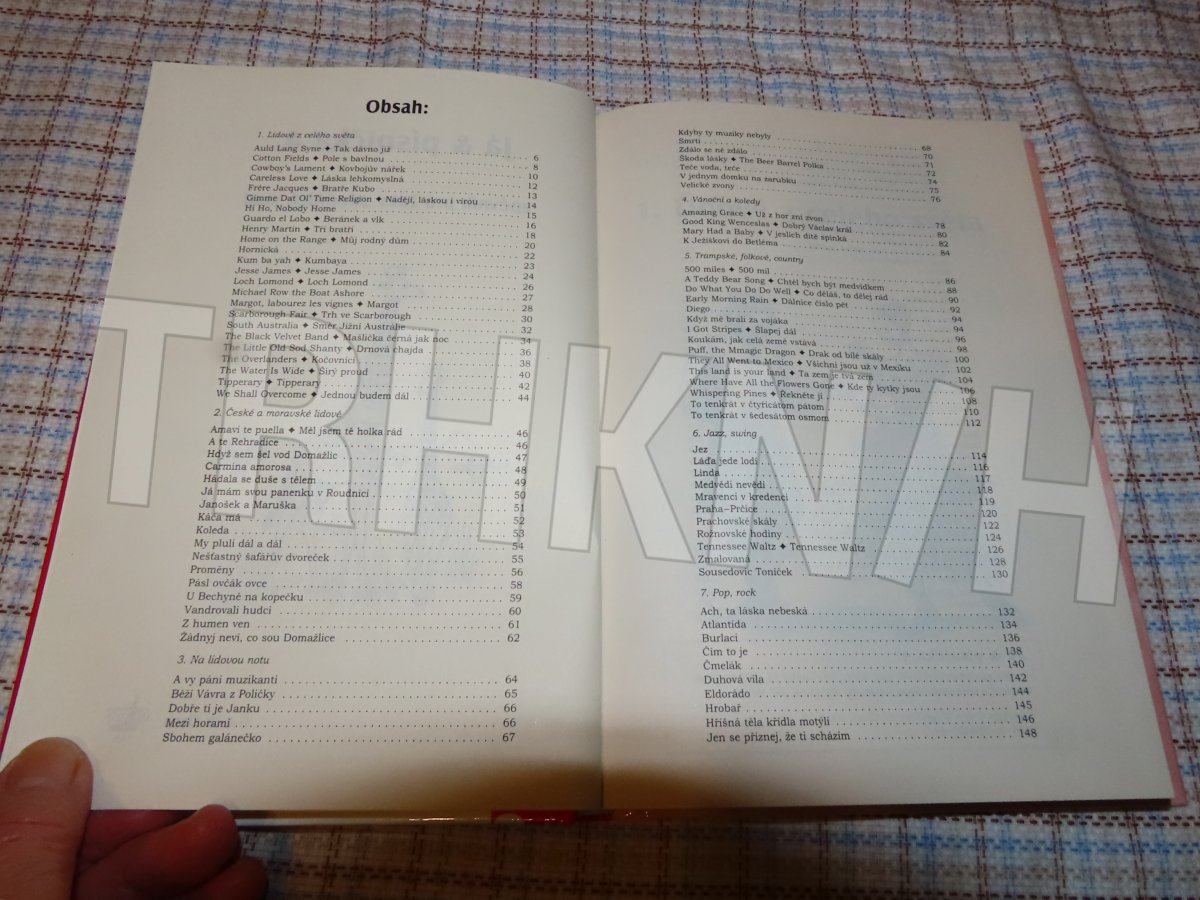 Obsah:
1. Lidové z celého světa
Auld Lang Syne ✦ Tak dávno již . . . 6
Cotton Fields ✦ Pole s bavlnou . . . 8
Cowboy's Lament ✦ Kovbojův nářek . . . 10
Careless Love ✦ Láska lehkomyslná . . . 12
Frére Jacques ✦ Bratře Kubo . . . 13
Gimme Dat Ol' Time Religion ✦ Nadějí, láskou i vírou . . . 14
Hi Ho, Nobody Home . . . 15
Guardo el Lobo ✦ Beránek a vlk . . . 16
Henry Martin ✦ Tři bratři . . . 18
Home on the Range ✦ Můj rodný dům . . . 20
Hornická . . . 22
Kum ba yah ✦ Kumbaya . . . 23
Jesse James ✦ Jesse James . . . 24
Loch Lomond ✦ Loch Lomond . . . 26
Michael Row the Boat Ashore . . . 27
Margot, labourez les vignes ✦ Margot . . . 28
Scarborough Fair ✦ Trh ve Scarborough . . . 30
South Australia ✦ Směr Jižní Austrálie . . . 32
The Black Velvet Band ✦ Mašlička černá jak noc . . . 34
The Little Old Sod Shanty ✦ Drnová chajda . . . 36
The Overlanders ✦ Kočovníci . . . 38
The Water Is Wide ✦ Širý proud . . . 40
Tipperary ✦ Tipperary . . . 42
We Shall Overcome ✦ Jednou budem dál . . . 44
2. České a moravské lidové
Amavi te puella ✦ Měl jsem tě holka rád . . . 46
A te Rehradice . . . 46
Když sem šel vod Domažlic . . . 47
Carmina amorosa . . . 48
Hádala se duše s tělem . . . 49
Já mám svou panenku v Roudnici . . . 50
Janošek a Maruška . . . 51
Káča má . . . 52
Koleda . . . 53
My pluli dál a dál . . . 54
Nešťastný šafářův dvoreček . . . 55
Proměny . . . 56
Pásl ovčák ovce . . . 58
U Bechyně na kopečku . . . 59
Vandrovali hudci . . . 60
Z humen ven . . . 61
Žádnyj neví, co sou Domažlice . . . 62
3. Na lidovou notu
A vy páni muzikanti . . . 64
Běží Vávra z Poličky . . . 65
Dobře ti je Janku . . . 66
Mezi horami . . . 66
Sbohem galánečko . . . 67
Kdyby ty muziky nebyly . . . 68
Smrti . . . 70
Zdálo se ně zdálo . . . 71
Škoda lásky ✦ The Beer Barrel Polka . . . 72
Teče voda, teče . . . 74
V jednym domku na zarubku . . . 75
Velické zvony . . . 76
4. Vánoční a koledy
Amazing Grace ✦ Už z hor zní zvon . . . 78
Good King Wenceslas ✦ Dobrý Václav král . . . 80
Mary Had a Baby ✦ V jeslích dítě spinká . . . 82
K Ježíškovi do Betléma . . . 84
5. Trampské, folkové, country
500 miles ✦ 500 mil . . . 86
A Teddy Bear Song ✦ Chtěl bych být medvídkem . . . 88
Do What You Do Do Well ✦ Co děláš, to dělej rád . . . 90
Early Morning Rain ✦ Dálnice číslo pět . . . 92
Diego . . . 94
Když mě brali za vojáka . . . 94
I Got Stripes ✦ Šlapej dál . . . 96
Koukám, jak celá země vstává . . . 98
Puff, the Mmagic Dragon ✦ Drak od bílé skály . . . 100
They All Went to Mexico ✦ Všichni jsou už v Mexiku . . . 102
This land is your land ✦ Ta zem je tvá zem . . . 104
Where Have All the Flowers Gone ✦ Kde ty kytky jsou . . . 106
Whispering Pines ✦ Rekněte jí . . . 108
To tenkrát v čtyřicátom pátom . . . 110
To tenkrát v šedesátom osmom . . . 112
6. Jazz, swing
Jez . . . 114
Láďa jede lodí . . . 116
Linda . . . 117
Medvědi nevědí . . . 118
Mravenci v kredenci . . . 119
Praha–Prčice . . . 120
Prachovské skály . . . 122
Rožnovské hodiny . . . 124
Tennessee Waltz ✦ Tennessee Waltz . . . 126
Zmalovaná . . . 128
Sousedovic Toníček . . . 130
7. Pop, rock
Ach, ta láska nebeská . . . 132
Atlantida . . . 134
Burlaci . . . 136
Čím to je . . . 138
Čmelák . . . 140
Duhová víla . . . 142
Eldorádo . . . 144
Hrobař . . . 145
Hříšná těla křídla motýlí . . . 146
Jen se přiznej, že ti scházím . . . 148
TRHKNIH